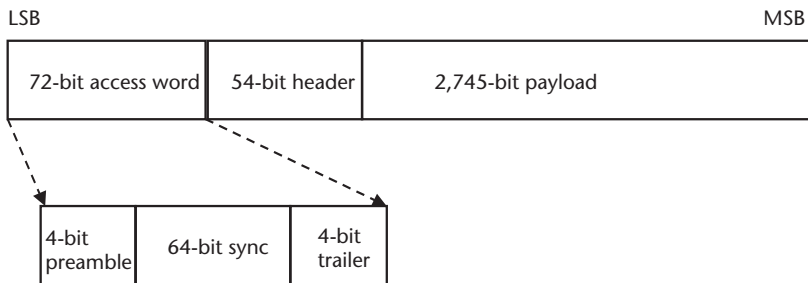 LSB MSB
72-bit access word 54-bit header 2,745-bit payload
4-bit preamble 64-bit sync 4-bit trailer